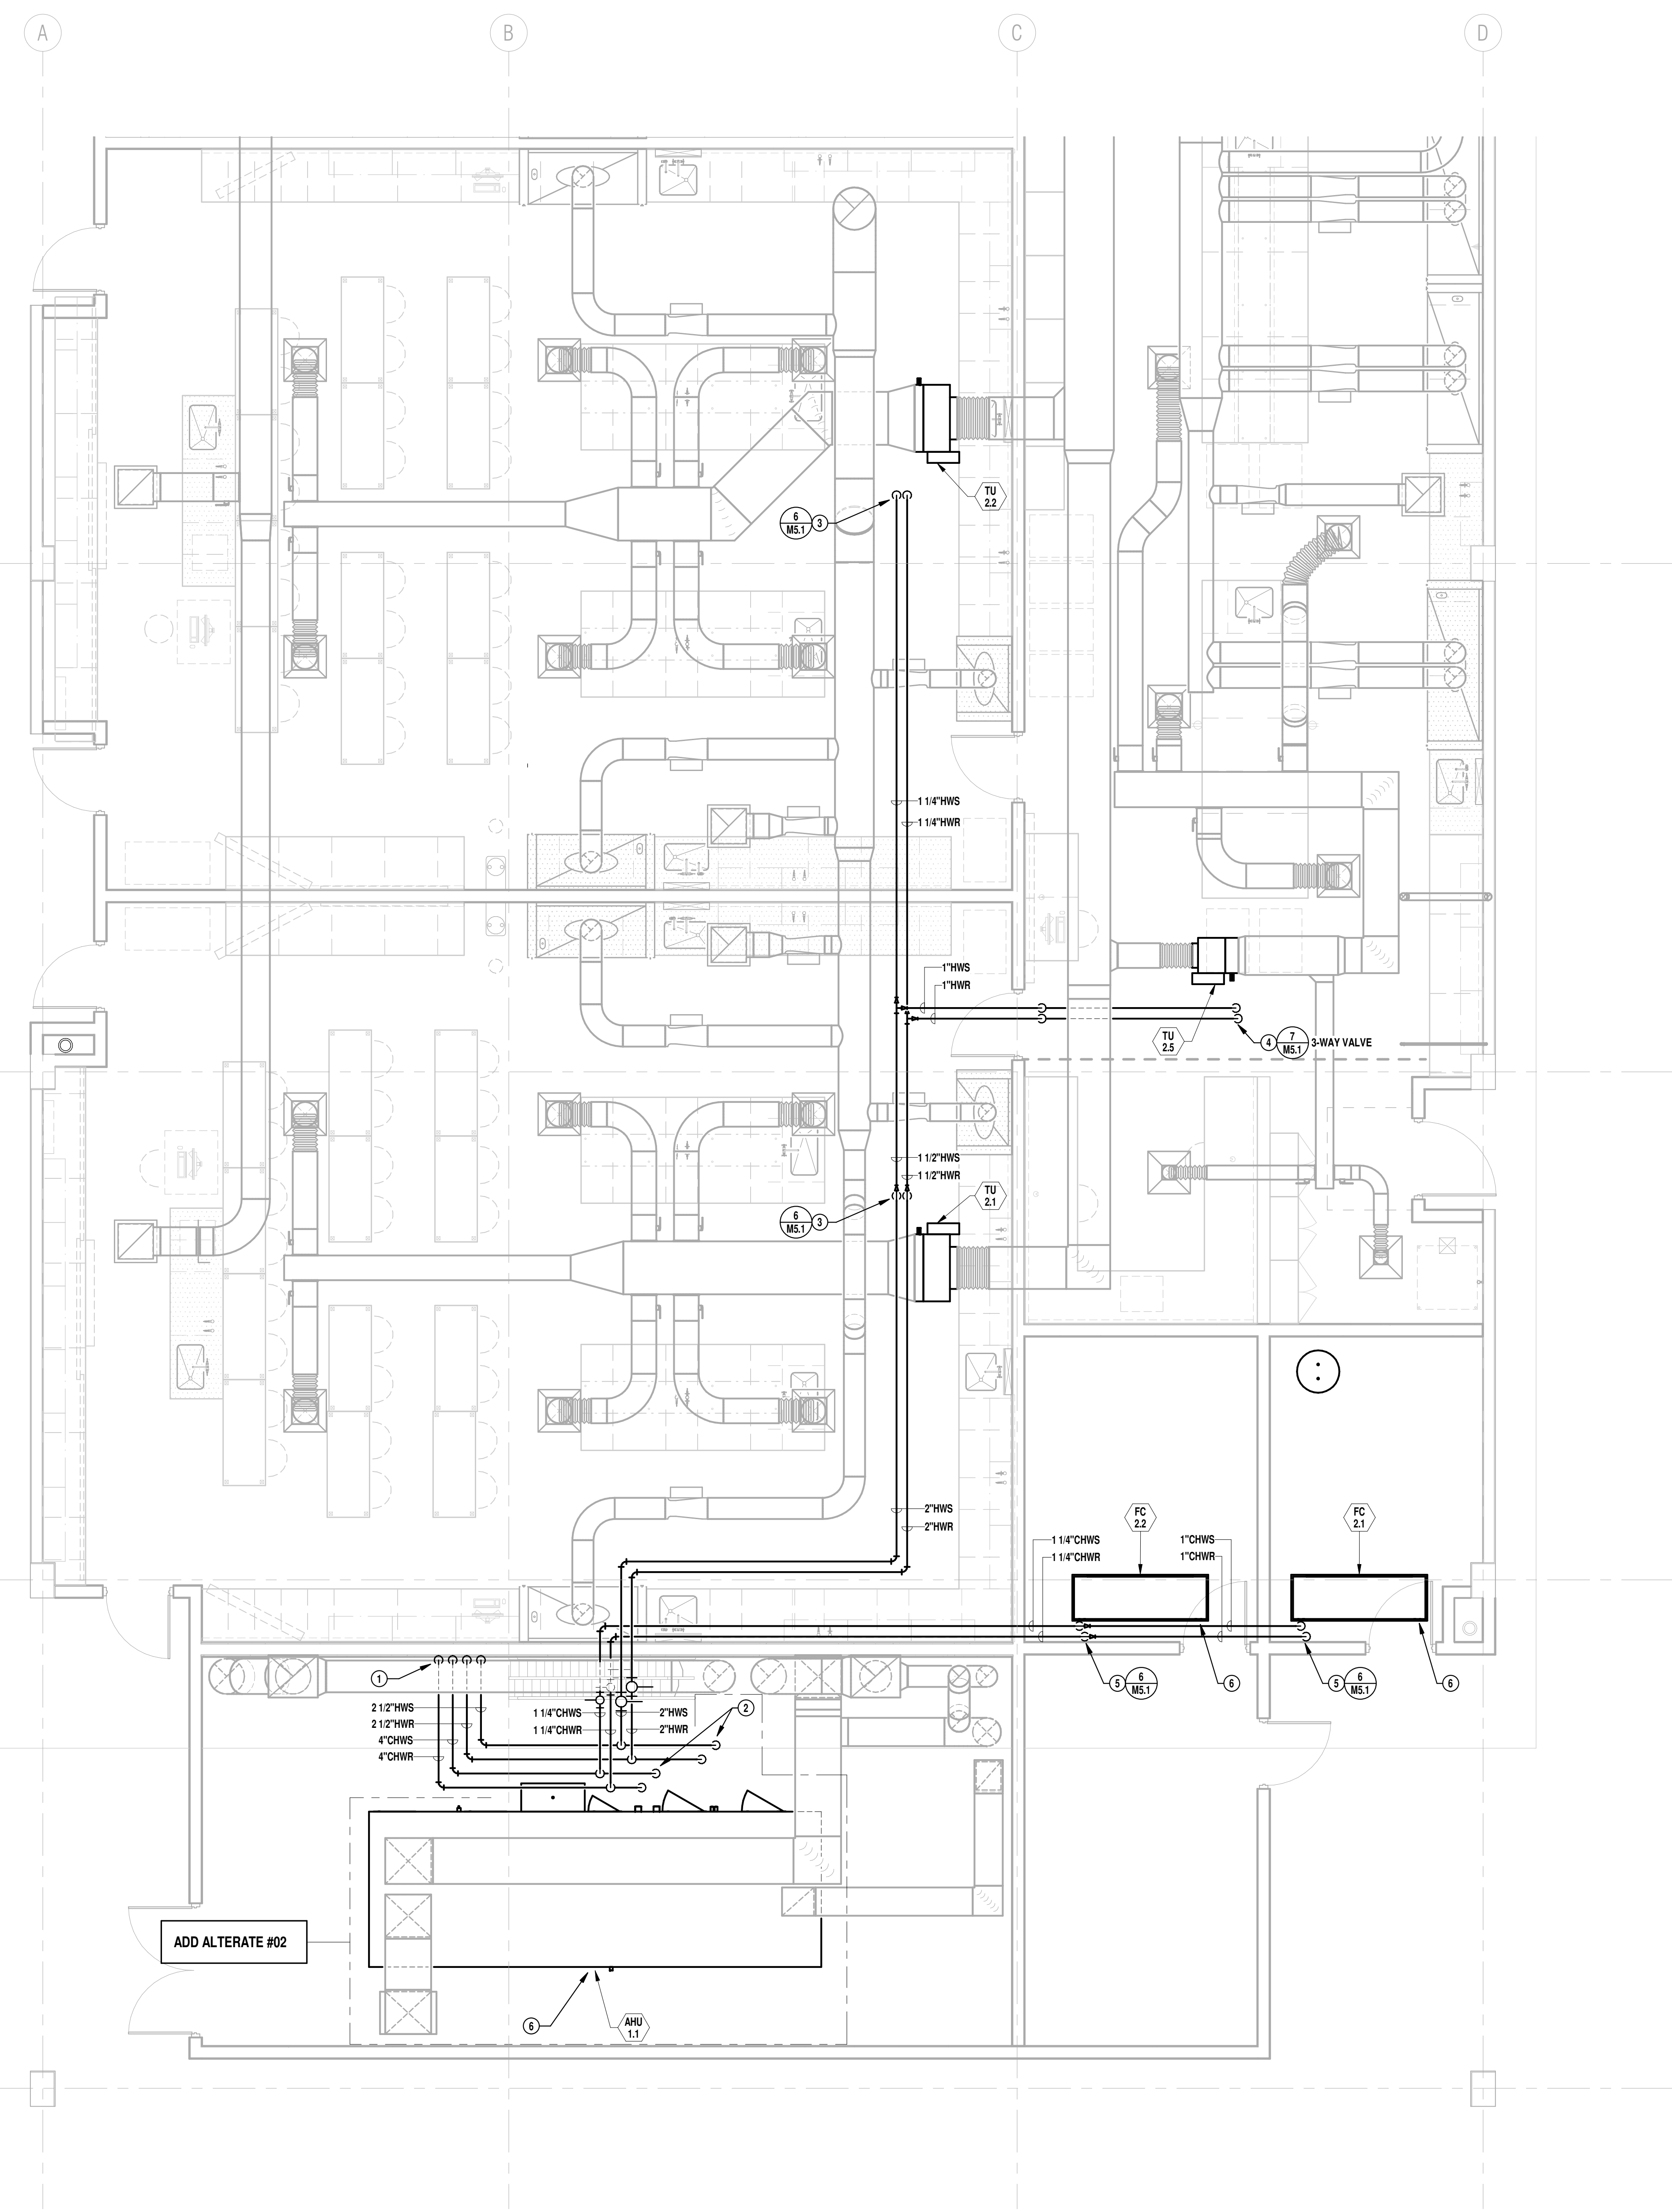 A
B
C
D
TU
2.2
6
M5.1
3
1 1/4"HWS
1 1/4"HWR
1"HWS
1"HWR
TU
2.5
4
7
M5.1
3-WAY VALVE
1 1/2"HWS
1 1/2"HWR
TU
2.1
6
M5.1
3
2"HWS
2"HWR
FC
2.2
FC
2.1
1 1/4"CHWS
1 1/4"CHWR
1"CHWS
1"CHWR
1
5
6
M5.1
6
5
6
M5.1
6
2 1/2"HWS
2 1/2"HWR
4"CHWS
4"CHWR
1 1/4"CHWS
1 1/4"CHWR
2"HWS
2"HWR
2
ADD ALTERATE #02
6
AHU
1.1